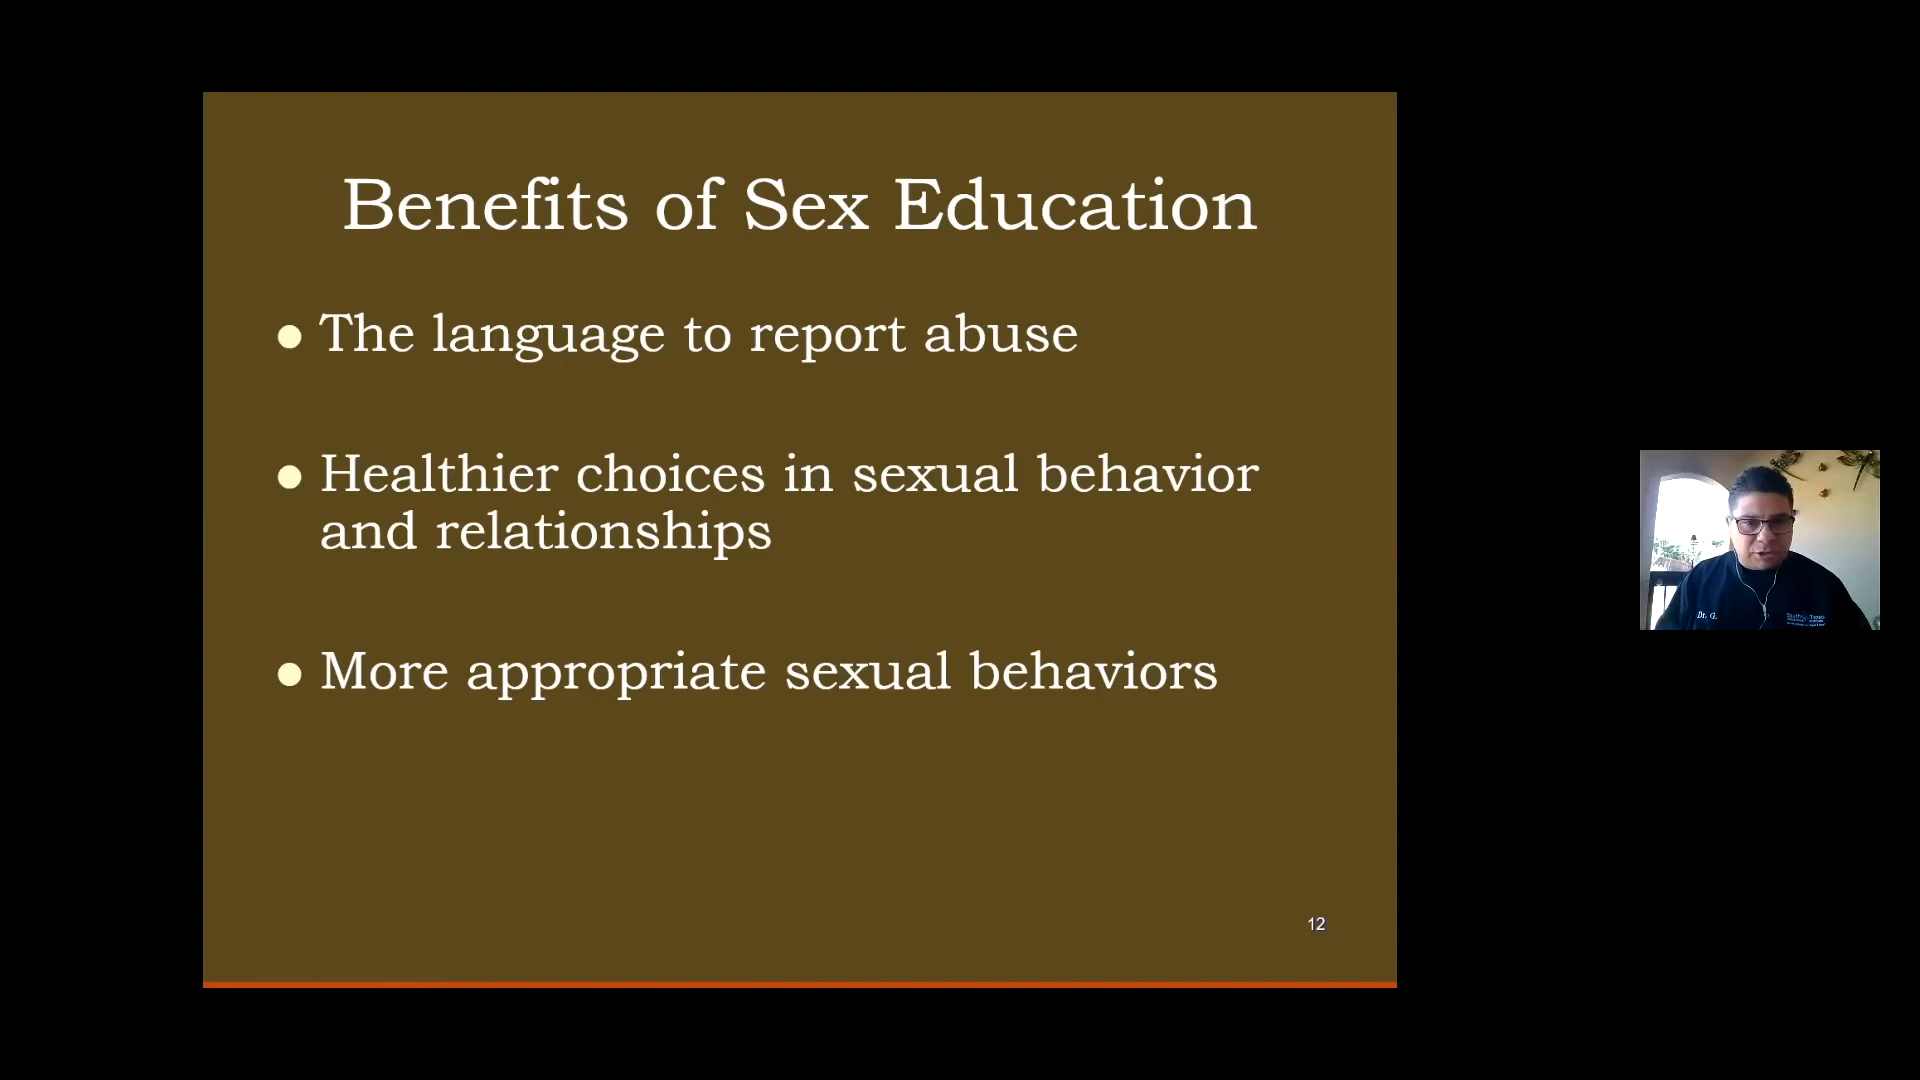 Benefits of Sex Education
The language to report abuse
Healthier choices in sexual behavior
and relationships
More appropriate sexual behaviors
12
Dr. G.